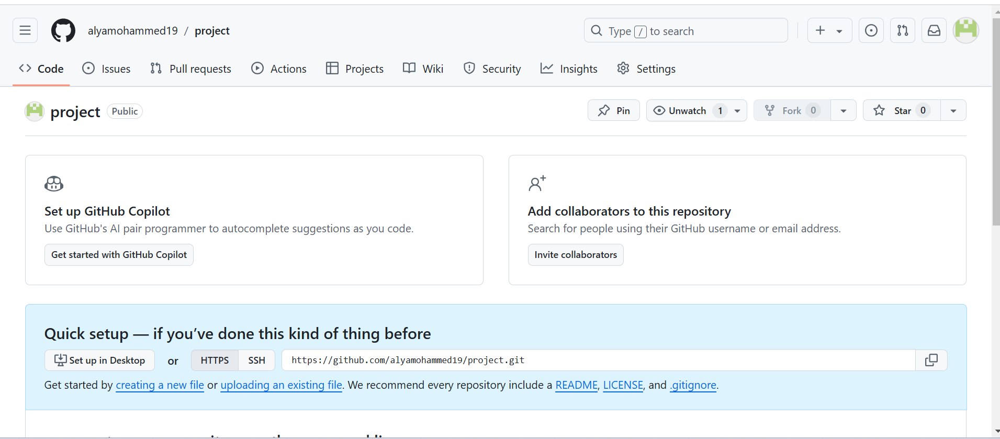 alyamohammed19 / project
Type / to search
Code Issues Pull requests Actions Projects Wiki Security Insights Settings
project Public
Pin Unwatch 1 Fork 0 Star 0
Set up GitHub Copilot
Use GitHub's AI pair programmer to autocomplete suggestions as you code.
Get started with GitHub Copilot
Add collaborators to this repository
Search for people using their GitHub username or email address.
Invite collaborators
Quick setup — if you’ve done this kind of thing before
Set up in Desktop or HTTPS SSH https://github.com/alyamohammed19/project.git
Get started by creating a new file or uploading an existing file. We recommend every repository include a README, LICENSE, and .gitignore.